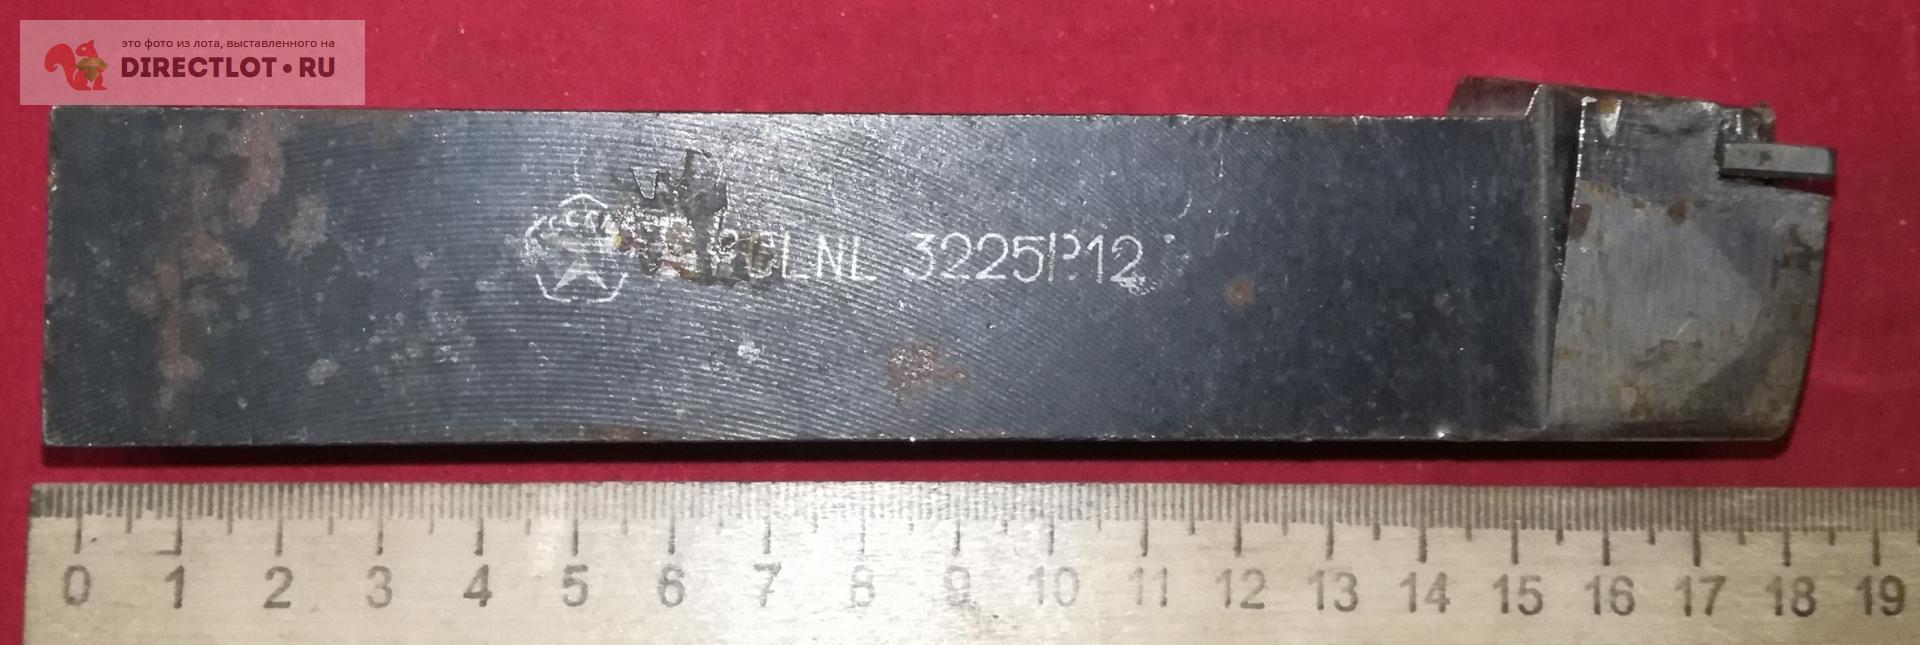 это фото из лота, выставленного на
DIRECTLOT.RU
PCLNL 3225P12
0 1 2 3 4 5 6 7 8 9 10 11 12 13 14 15 16 17 18 19